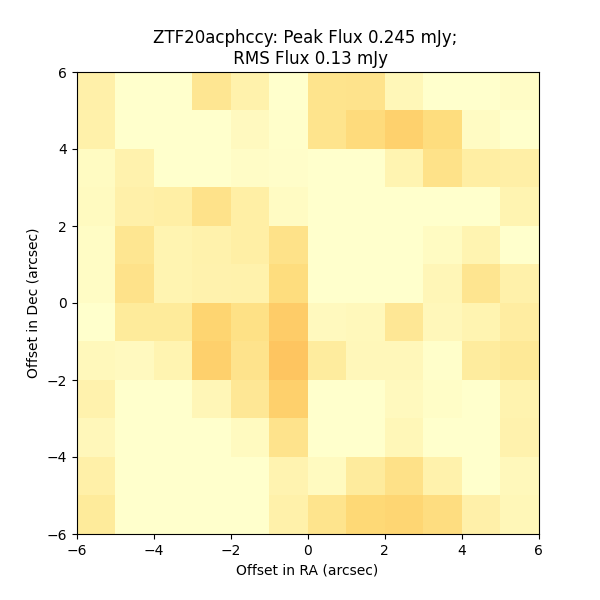 ZTF20acphccy: Peak Flux 0.245 mJy;
RMS Flux 0.13 mJy
6
4
2
0
−2
−4
−6
Offset in Dec (arcsec)
−6 −4 −2 0 2 4 6
Offset in RA (arcsec)